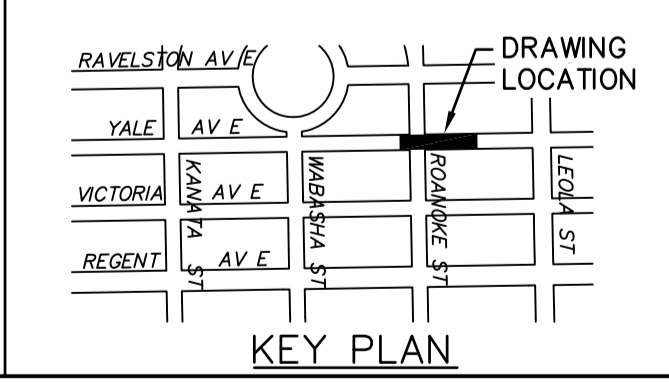 DRAWING
LOCATION
RAVELSTON AV E
YALE AV E
VICTORIA AV E
REGENT AV E
KANATA ST
WABASHA ST
ROANOKE ST
LEOLA ST
KEY PLAN